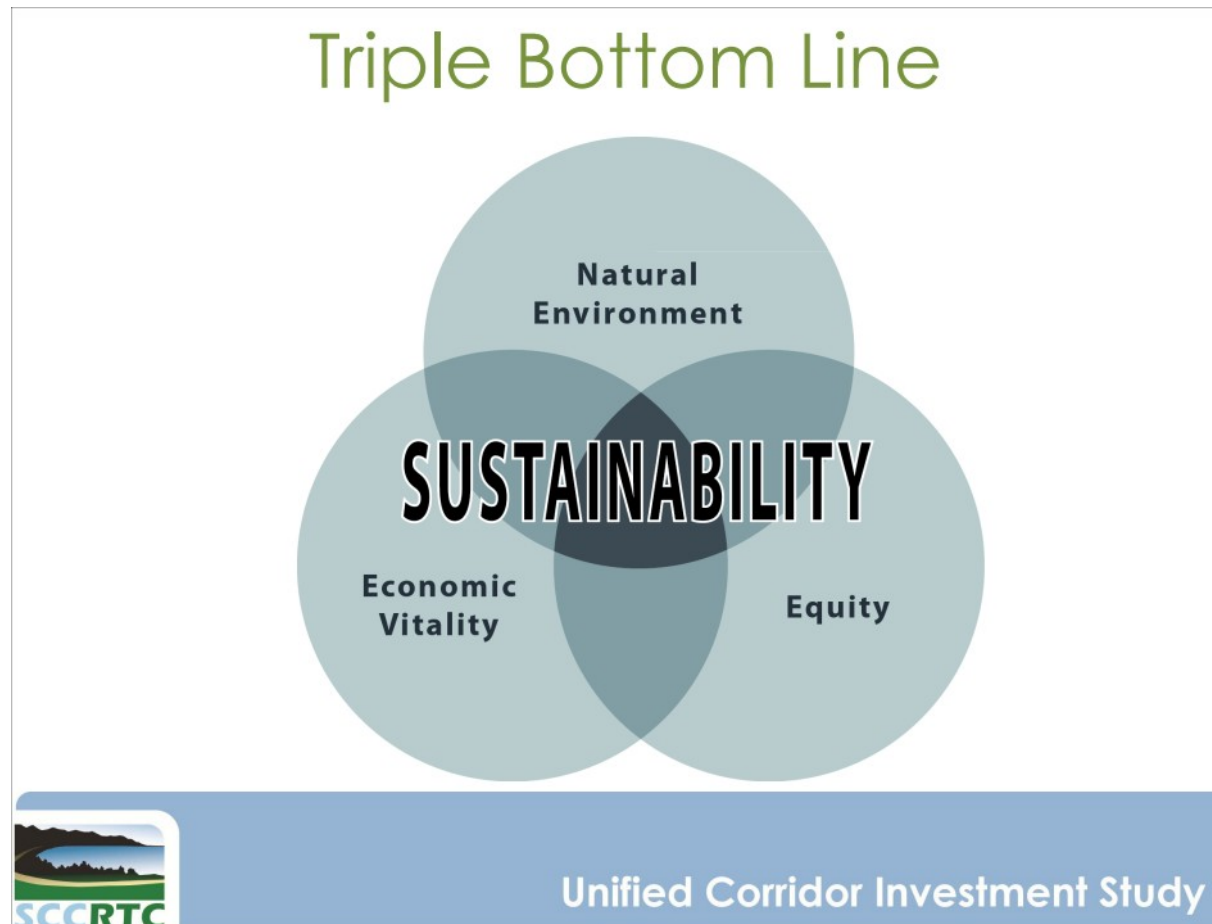 Triple Bottom Line
Natural
Environment
SUSTAINABILITY
Economic
Vitality
Equity
SCCRTC
Unified Corridor Investment Study